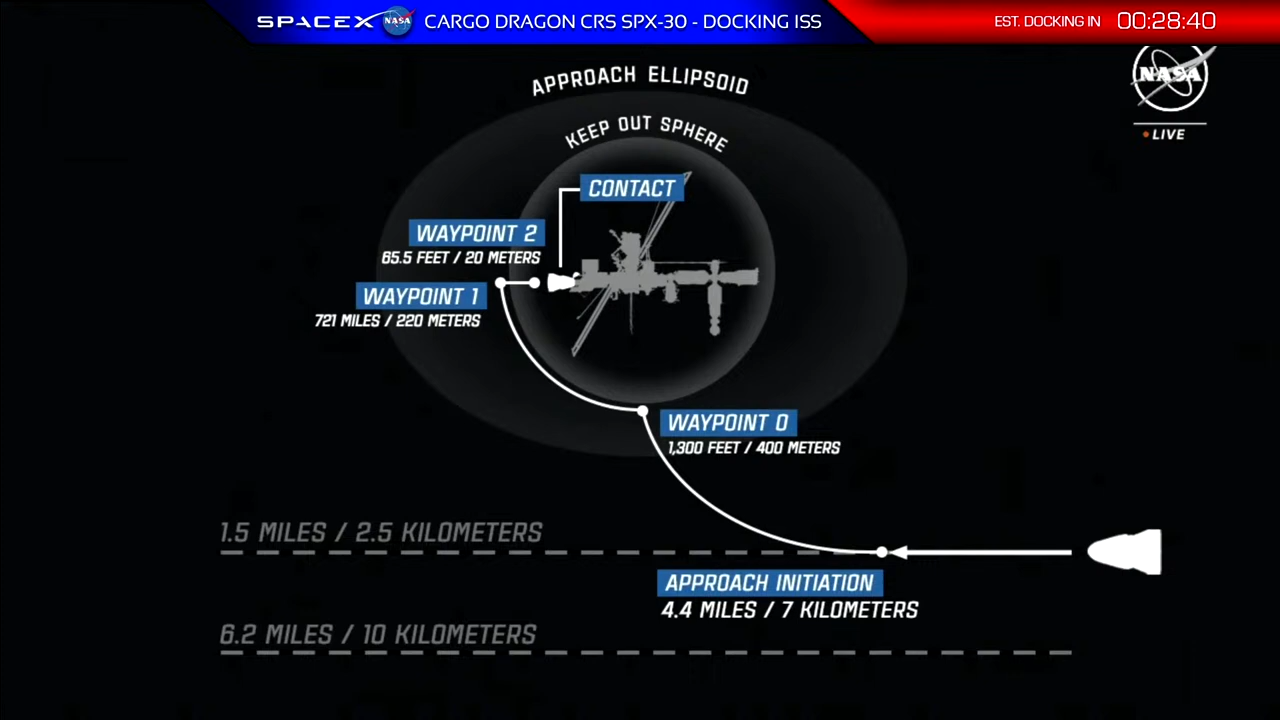 SPACEX NASA CARGO DRAGON CRS SPX-30 - DOCKING ISS
EST. DOCKING IN 00:28:40
NASA
LIVE
APPROACH ELLIPSOID
KEEP OUT SPHERE
CONTACT
WAYPOINT 2
65.5 FEET / 20 METERS
WAYPOINT 1
721 MILES / 220 METERS
WAYPOINT 0
1,300 FEET / 400 METERS
1.5 MILES / 2.5 KILOMETERS
APPROACH INITIATION
4.4 MILES / 7 KILOMETERS
6.2 MILES / 10 KILOMETERS